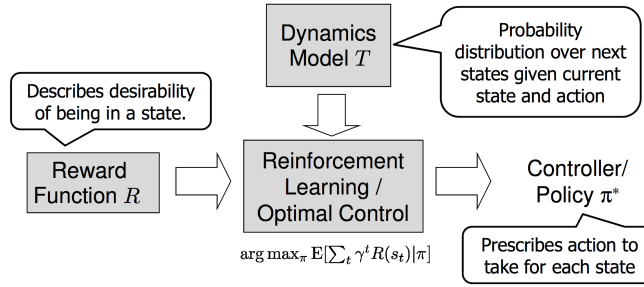 Dynamics
Model T
Probability
distribution over next
states given current
state and action
Describes desirability
of being in a state.
Reward
Function R
Reinforcement
Learning /
Optimal Control
Controller/
Policy π*
arg max_π E[∑_t γ^t R(s_t)|π]
Prescribes action to
take for each state